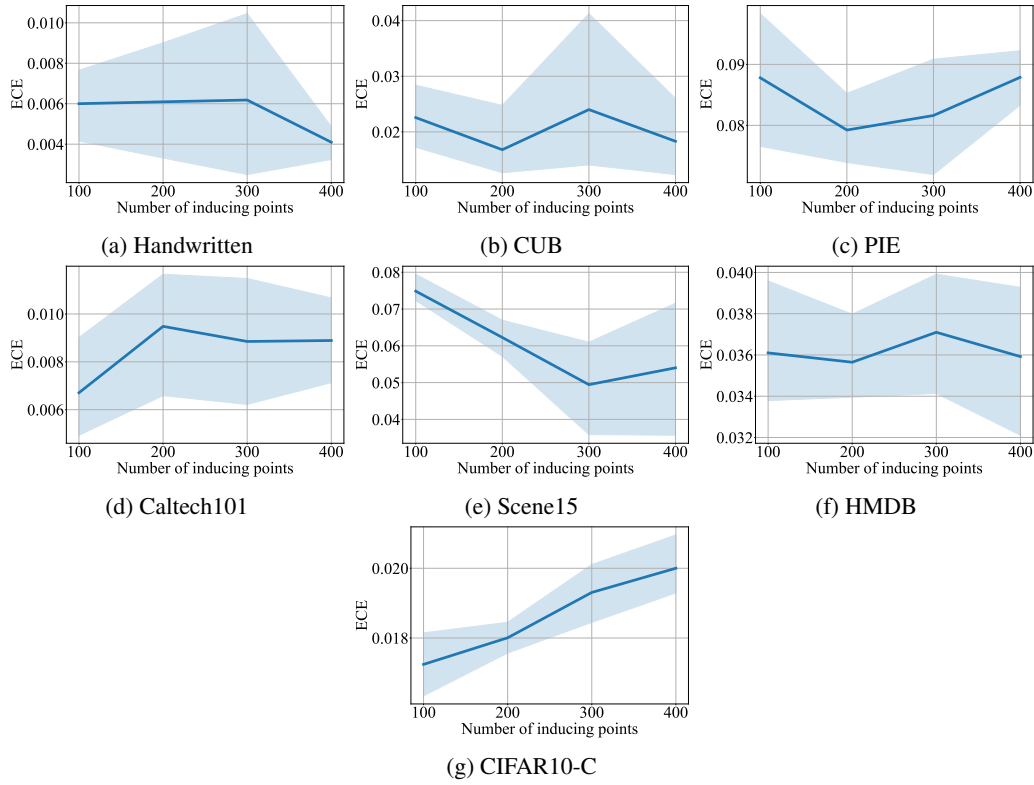 0.010
0.008
0.006
0.004
ECE
100 200 300 400
Number of inducing points
(a) Handwritten
0.04
0.03
0.02
ECE
100 200 300 400
Number of inducing points
(b) CUB
0.09
0.08
ECE
100 200 300 400
Number of inducing points
(c) PIE
0.010
0.008
0.006
ECE
100 200 300 400
Number of inducing points
(d) Caltech101
0.08
0.07
0.06
0.05
0.04
ECE
100 200 300 400
Number of inducing points
(e) Scene15
0.040
0.038
0.036
0.034
0.032
ECE
100 200 300 400
Number of inducing points
(f) HMDB
0.020
0.018
ECE
100 200 300 400
Number of inducing points
(g) CIFAR10-C